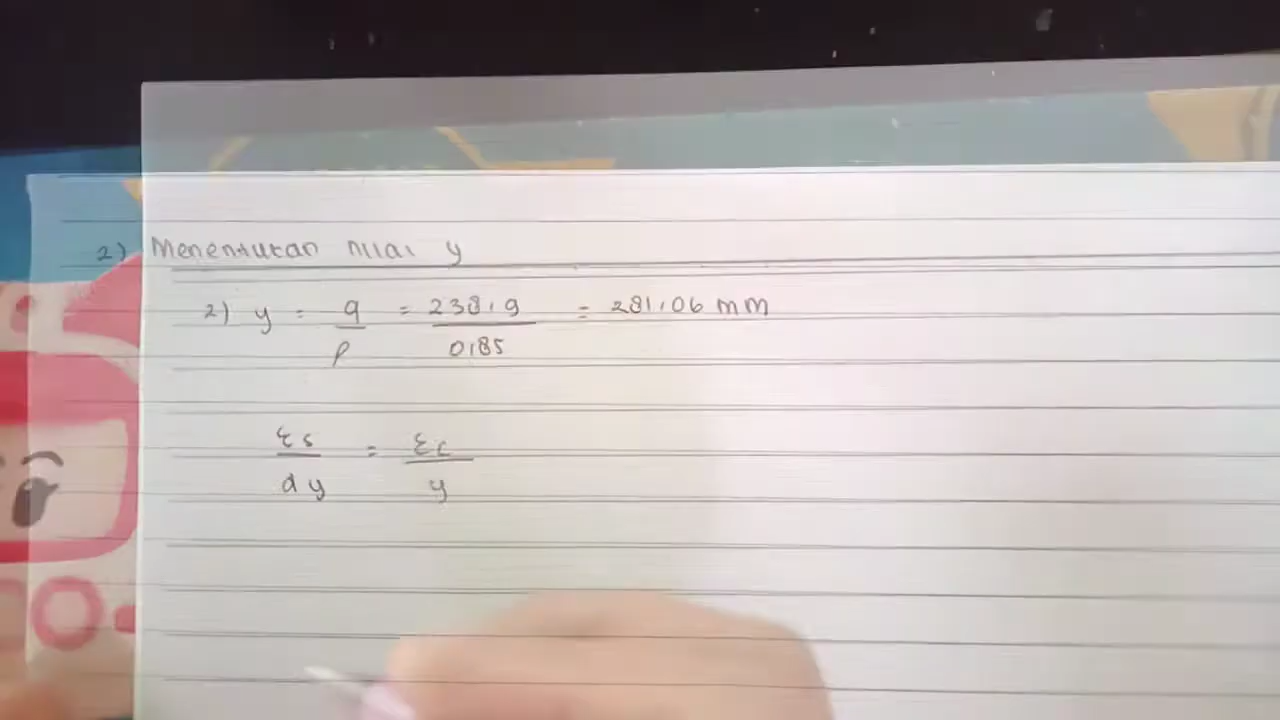 2) Menentukan nilai y
2) y = a = 238,9 = 281,06 mm
β 0,85
εs = εc
dy y